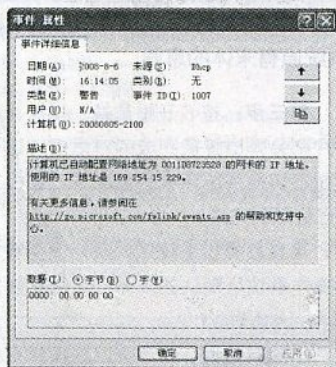 事件 属性
事件详细信息
日期(A): 2008-8-6 来源(S): Dhcp
时间(M): 16:14:05 类别(R): 无
类型(E): 警告 事件 ID(I): 1007
用户(U): N/A
计算机(O): 20080605-2100
描述(D):
计算机已自动配置网络地址为 0011D8723520 的网卡的 IP 地址。
使用的 IP 地址是 169.254.15.229。
有关更多信息，请参阅在
http://go.microsoft.com/fwlink/events.asp 的帮助和支持中
心。
数据(T): 字节(B) 字(W)
0000: 00 00 00 00
确定 取消 应用(A)